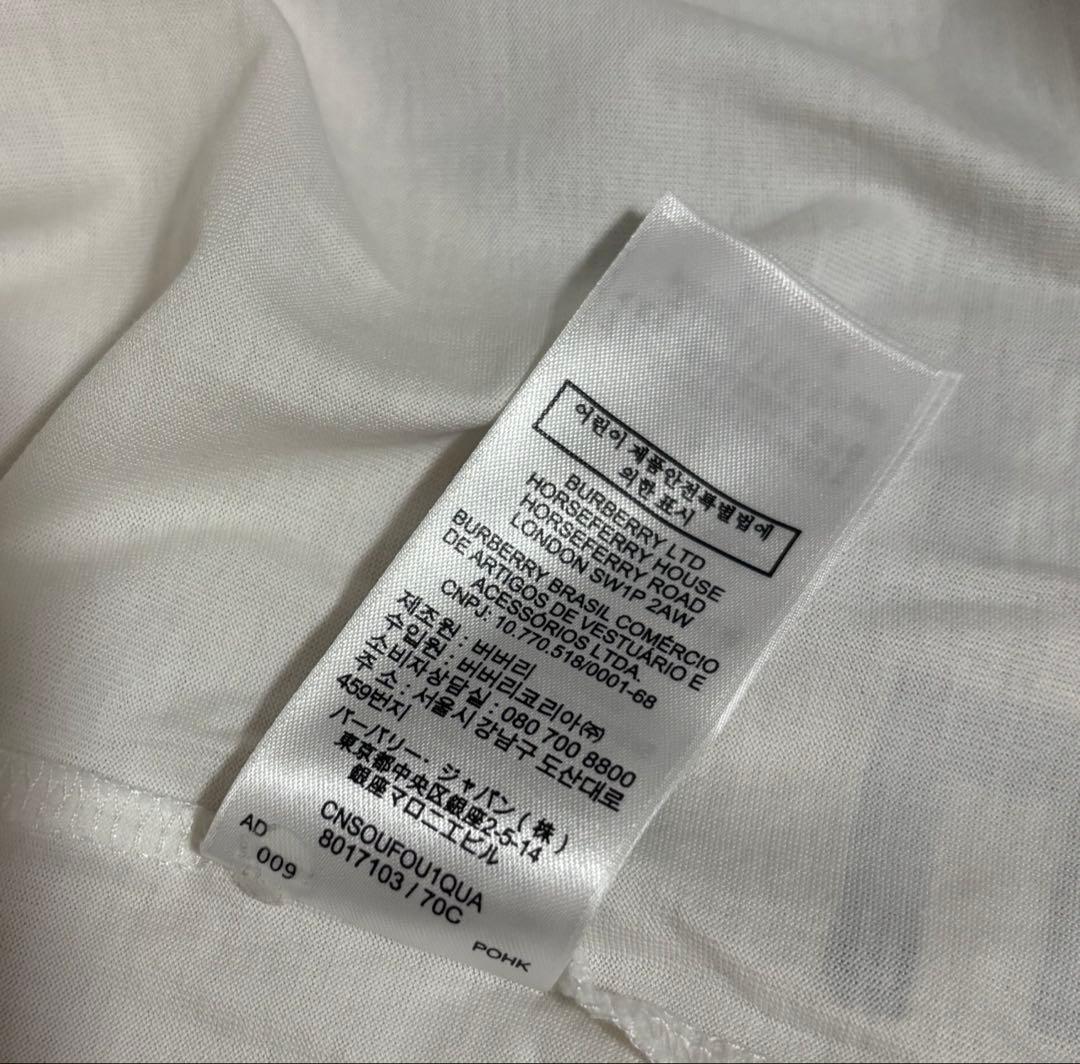 어린이 제품안전특별법에
의한 표시
BURBERRY LTD
HORSEFERRY HOUSE
HORSEFERRY ROAD
LONDON SW1P 2AW
BURBERRY BRASIL COMÉRCIO
DE ARTIGOS DE VESTUÁRIO E
ACESSÓRIOS LTDA.
CNPJ: 10.770.518/0001-68
제조원 : 버버리
수입원 : 버버리코리아㈜
소비자상담실 : 080 700 8800
주 소 : 서울시 강남구 도산대로
459번지
バーバリー・ジャパン(株)
東京都中央区銀座2-5-14
銀座マロニエビル
CNSOUFOU1QUA
8017103 / 70C
AD
009
POHK